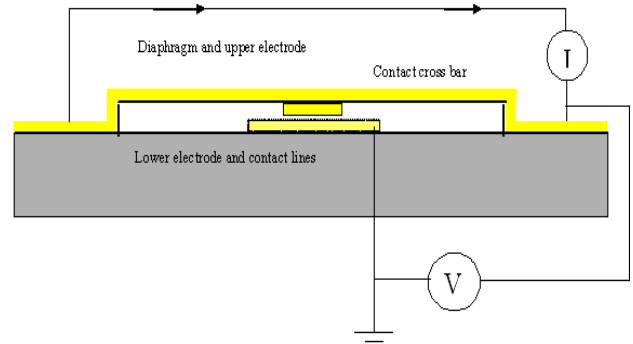 Diaphragm and upper electrode
I
Contact cross bar
Lower electrode and contact lines
V